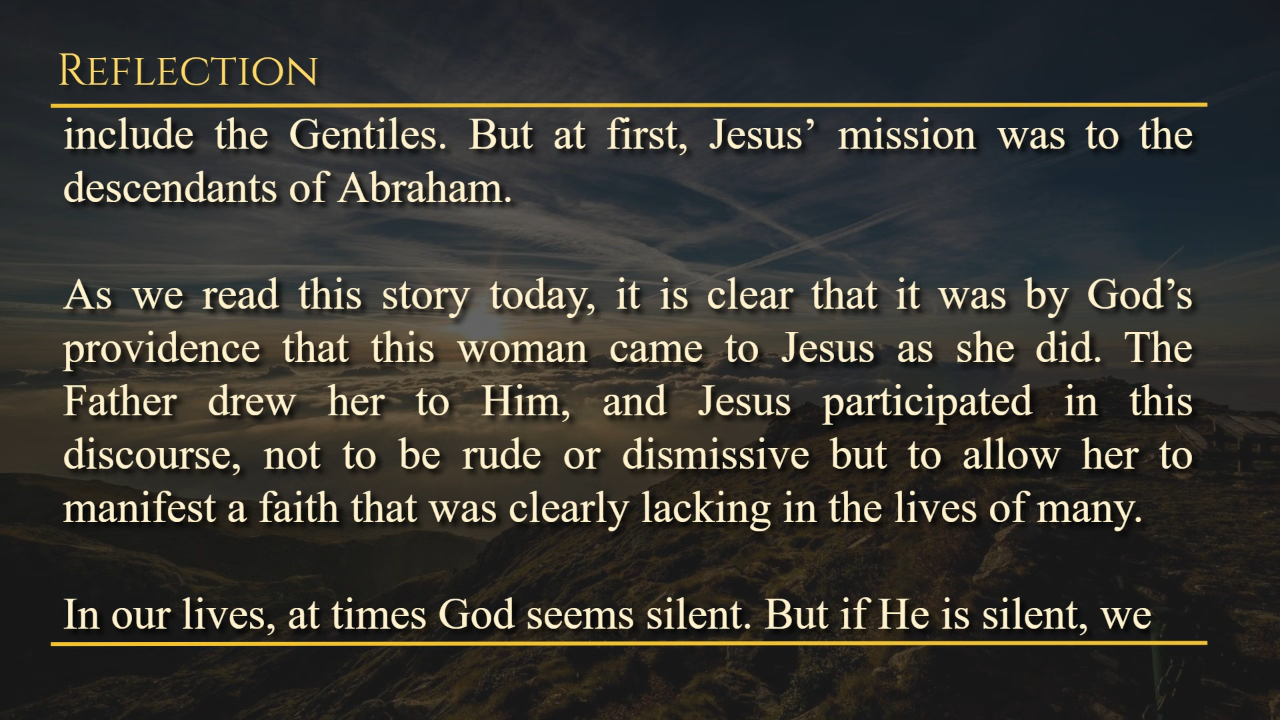 Reflection
include the Gentiles. But at first, Jesus’ mission was to the
descendants of Abraham.
As we read this story today, it is clear that it was by God’s
providence that this woman came to Jesus as she did. The
Father drew her to Him, and Jesus participated in this
discourse, not to be rude or dismissive but to allow her to
manifest a faith that was clearly lacking in the lives of many.
In our lives, at times God seems silent. But if He is silent, we